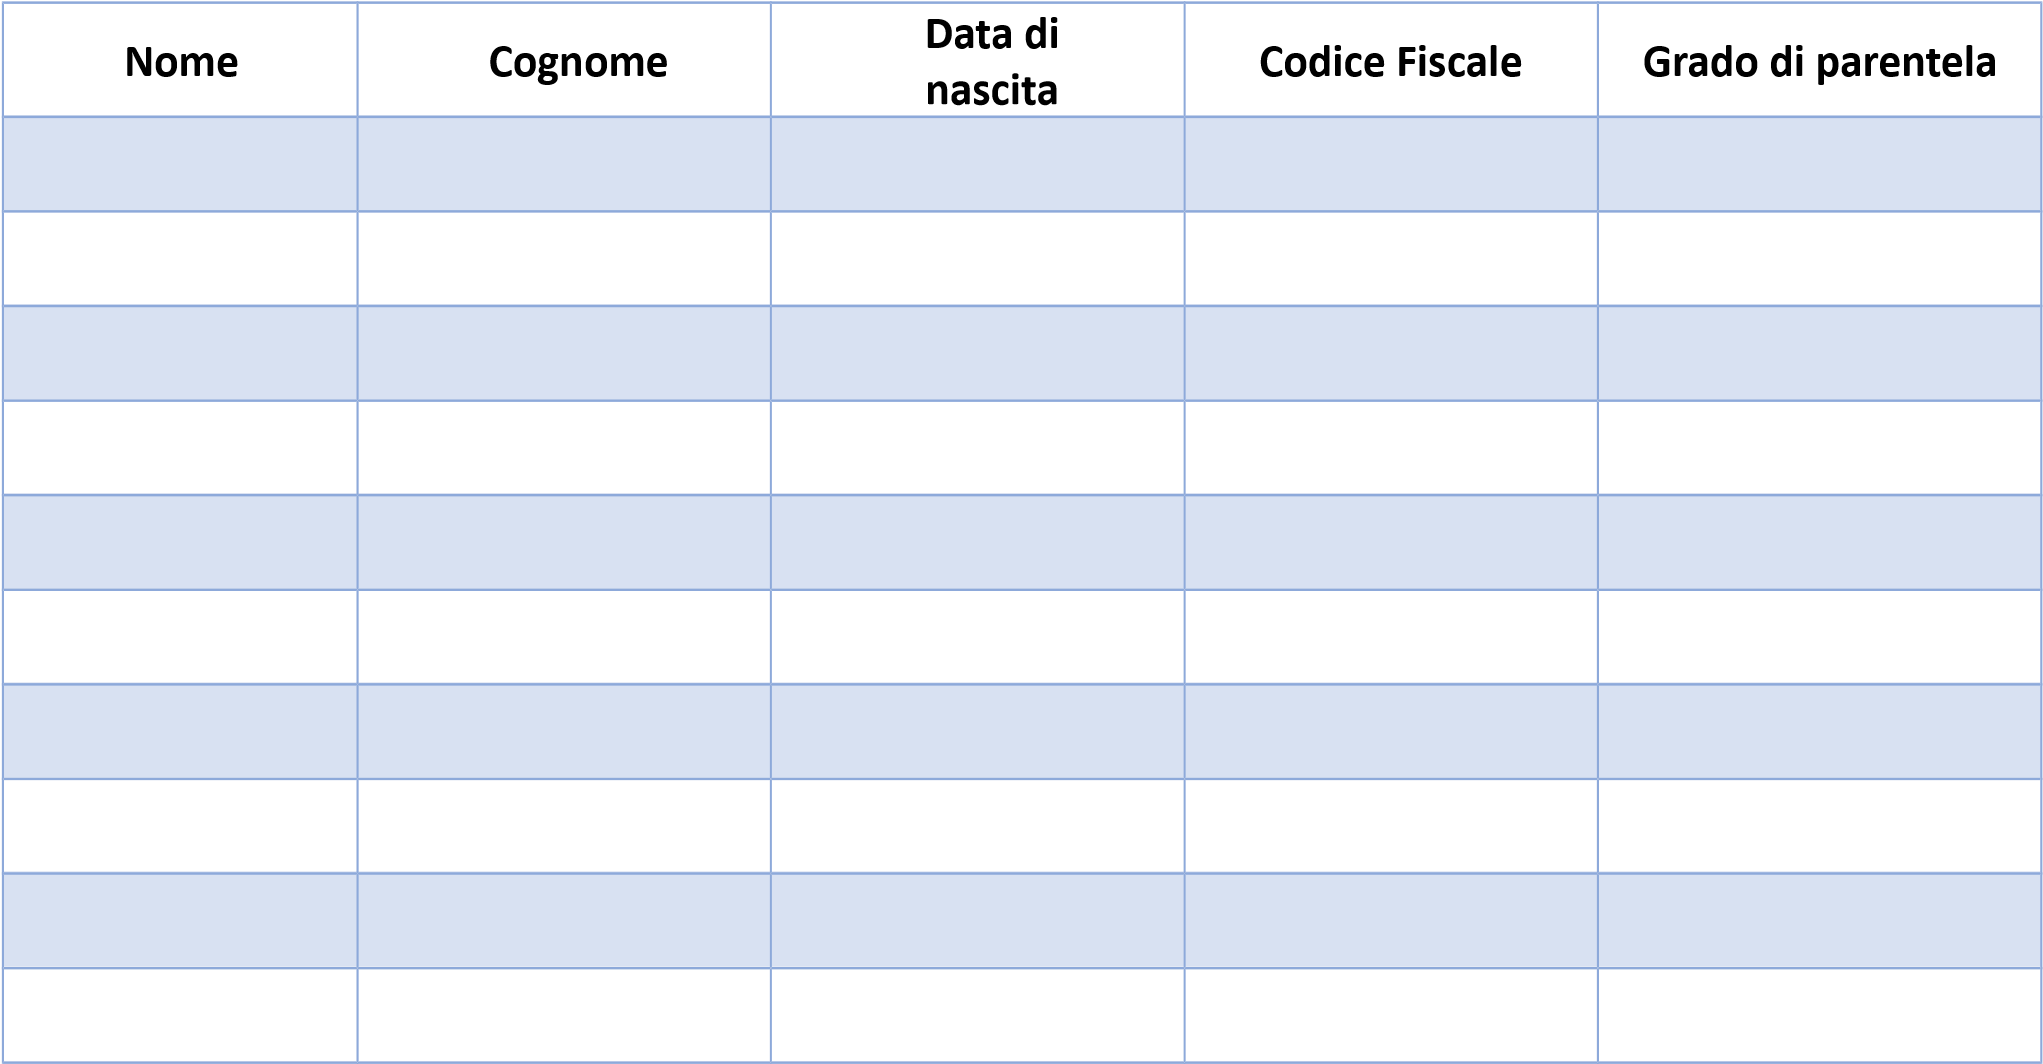 Nome
Cognome
Data di
nascita
Codice Fiscale
Grado di parentela